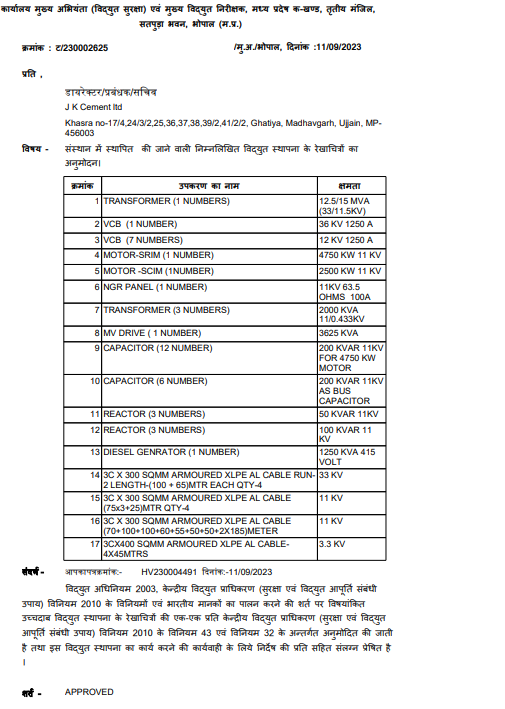 कार्यालय मुख्य अभियंता (विद्युत सुरक्षा) एवं मुख्य विद्युत निरीक्षक, मध्य प्रदेश क-खण्ड, तृतीय मंजिल,
सतपुडा भवन, भोपाल (म.प्र.)
क्रमांक : ट/230002625 /मु.अ./भोपाल, दिनांक :11/09/2023
प्रति ,
डायरेक्टर/प्रबंधक/सचिव
J K Cement ltd
Khasra no-17/4,24/3/2,25,36,37,38,39/2,41/2/2, Ghatiya, Madhavgarh, Ujjain, MP-
456003
विषय - संस्थान में स्थापित की जाने वाली निम्नलिखित विद्युत स्थापना के रेखाचित्रों का
अनुमोदन।
क्रमांक उपकरण का नाम क्षमता
1 TRANSFORMER (1 NUMBERS) 12.5/15 MVA
(33/11.5KV)
2 VCB (1 NUMBER) 36 KV 1250 A
3 VCB (7 NUMBERS) 12 KV 1250 A
4 MOTOR-SRIM (1 NUMBER) 4750 KW 11 KV
5 MOTOR -SCIM (1NUMBER) 2500 KW 11 KV
6 NGR PANEL (1 NUMBER) 11KV 63.5
OHMS 100A
7 TRANSFORMER (3 NUMBERS) 2000 KVA
11/0.433KV
8 MV DRIVE ( 1 NUMBER) 3625 KVA
9 CAPACITOR (12 NUMBER) 200 KVAR 11KV
FOR 4750 KW
MOTOR
10 CAPACITOR (6 NUMBER) 200 KVAR 11KV
AS BUS
CAPACITOR
11 REACTOR (3 NUMBERS) 50 KVAR 11KV
12 REACTOR (3 NUMBERS) 100 KVAR 11
KV
13 DIESEL GENRATOR (1 NUMBER) 1250 KVA 415
VOLT
14 3C X 300 SQMM ARMOURED XLPE AL CABLE RUN- 33 KV
2 LENGTH-(100 + 65)MTR EACH QTY-4
15 3C X 300 SQMM ARMOURED XLPE AL CABLE 11 KV
(75x3+25)MTR QTY-4
16 3C X 300 SQMM ARMOURED XLPE AL CABLE 11 KV
(70+100+100+60+55+50+50+2X185)METER
17 3CX400 SQMM ARMOURED XLPE AL CABLE- 3.3 KV
4X45MTRS
संदर्भ - आपकापत्रक्रमांक:- HV230004491 दिनांक:-11/09/2023
विद्युत अधिनियम 2003, केन्द्रीय विद्युत प्राधिकरण (सुरक्षा एवं विद्युत आपूर्ति संबंधी
उपाय) विनियम 2010 के विनियमों एवं भारतीय मानकों का पालन करने की शर्त पर विषयांकित
उच्चदाब विद्युत स्थापना के रेखाचित्रों की एक-एक प्रति केन्द्रीय विद्युत प्राधिकरण (सुरक्षा एवं विद्युत
आपूर्ति संबंधी उपाय) विनियम 2010 के विनियम 43 एवं विनियम 32 के अन्तर्गत अनुमोदित की जाती
है तथा इस विद्युत स्थापना का कार्य करने की कार्यवाही के लिये निर्देष की प्रति सहित संलग्न प्रेषित है
।
शर्त - APPROVED